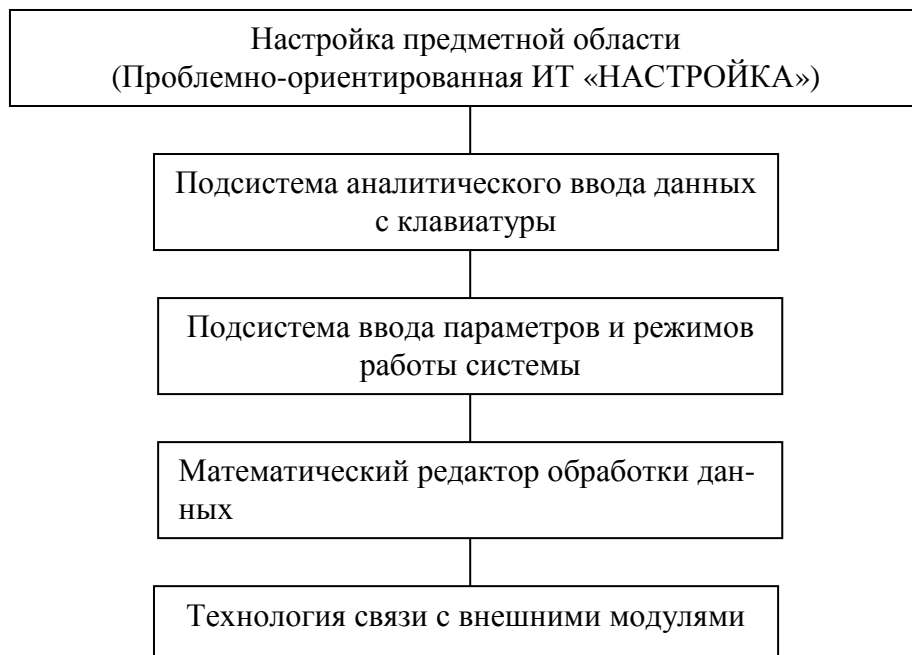 Настройка предметной области
(Проблемно-ориентированная ИТ «НАСТРОЙКА»)
Подсистема аналитического ввода данных
с клавиатуры
Подсистема ввода параметров и режимов
работы системы
Математический редактор обработки дан-
ных
Технология связи с внешними модулями